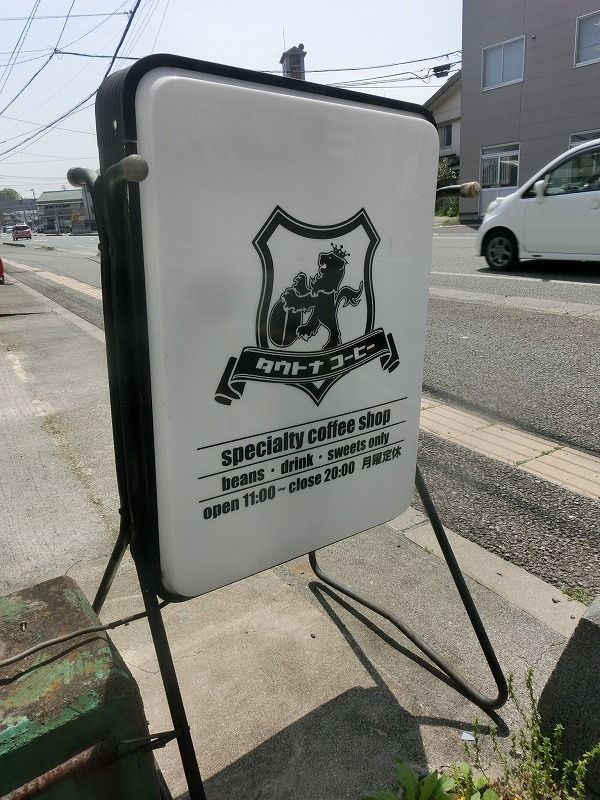 タウトナ コーヒー
specialty coffee shop
beans・drink・sweets only
open 11:00~close 20:00 月曜定休